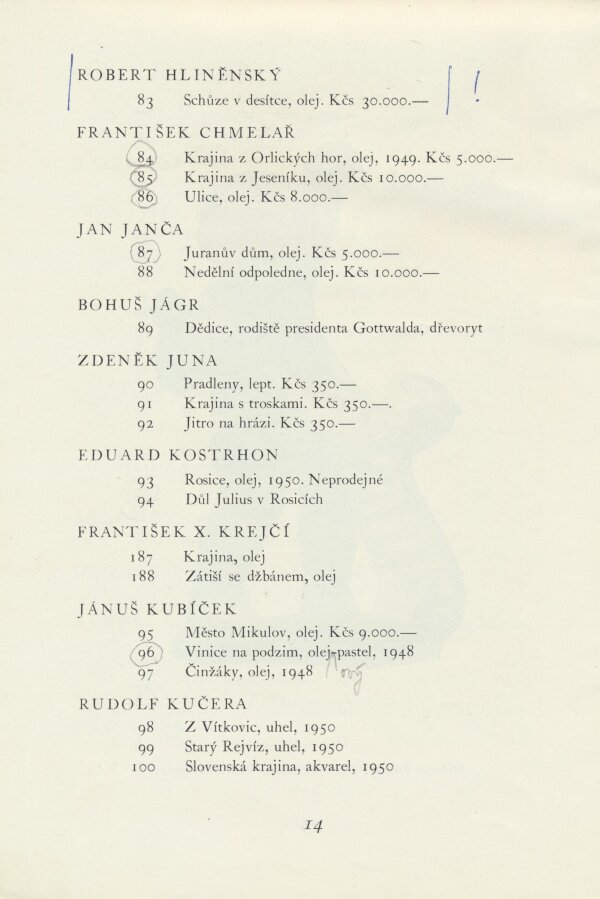 ROBERT HLINĚNSKÝ
83 Schůze v desítce, olej. Kčs 30.000.— !
FRANTIŠEK CHMELAŘ
84 Krajina z Orlických hor, olej, 1949. Kčs 5.000.—
85 Krajina z Jeseníku, olej. Kčs 10.000.—
86 Ulice, olej. Kčs 8.000.—
JAN JANČA
87 Juranův dům, olej. Kčs 5.000.—
88 Nedělní odpoledne, olej. Kčs 10.000.—
BOHUŠ JÁGR
89 Dědice, rodiště presidenta Gottwalda, dřevoryt
ZDENĚK JUNA
90 Pradleny, lept. Kčs 350.—
91 Krajina s troskami. Kčs 350.—.
92 Jitro na hrázi. Kčs 350.—
EDUARD KOSTRHON
93 Rosice, olej, 1950. Neprodejné
94 Důl Julius v Rosicích
FRANTIŠEK X. KREJČÍ
187 Krajina, olej
188 Zátiší se džbánem, olej
JÁNUŠ KUBÍČEK
95 Město Mikulov, olej. Kčs 9.000.—
96 Vinice na podzim, olej-pastel, 1948
97 Činžáky, olej, 1948 Nový
RUDOLF KUČERA
98 Z Vítkovic, uhel, 1950
99 Starý Rejvíz, uhel, 1950
100 Slovenská krajina, akvarel, 1950
14